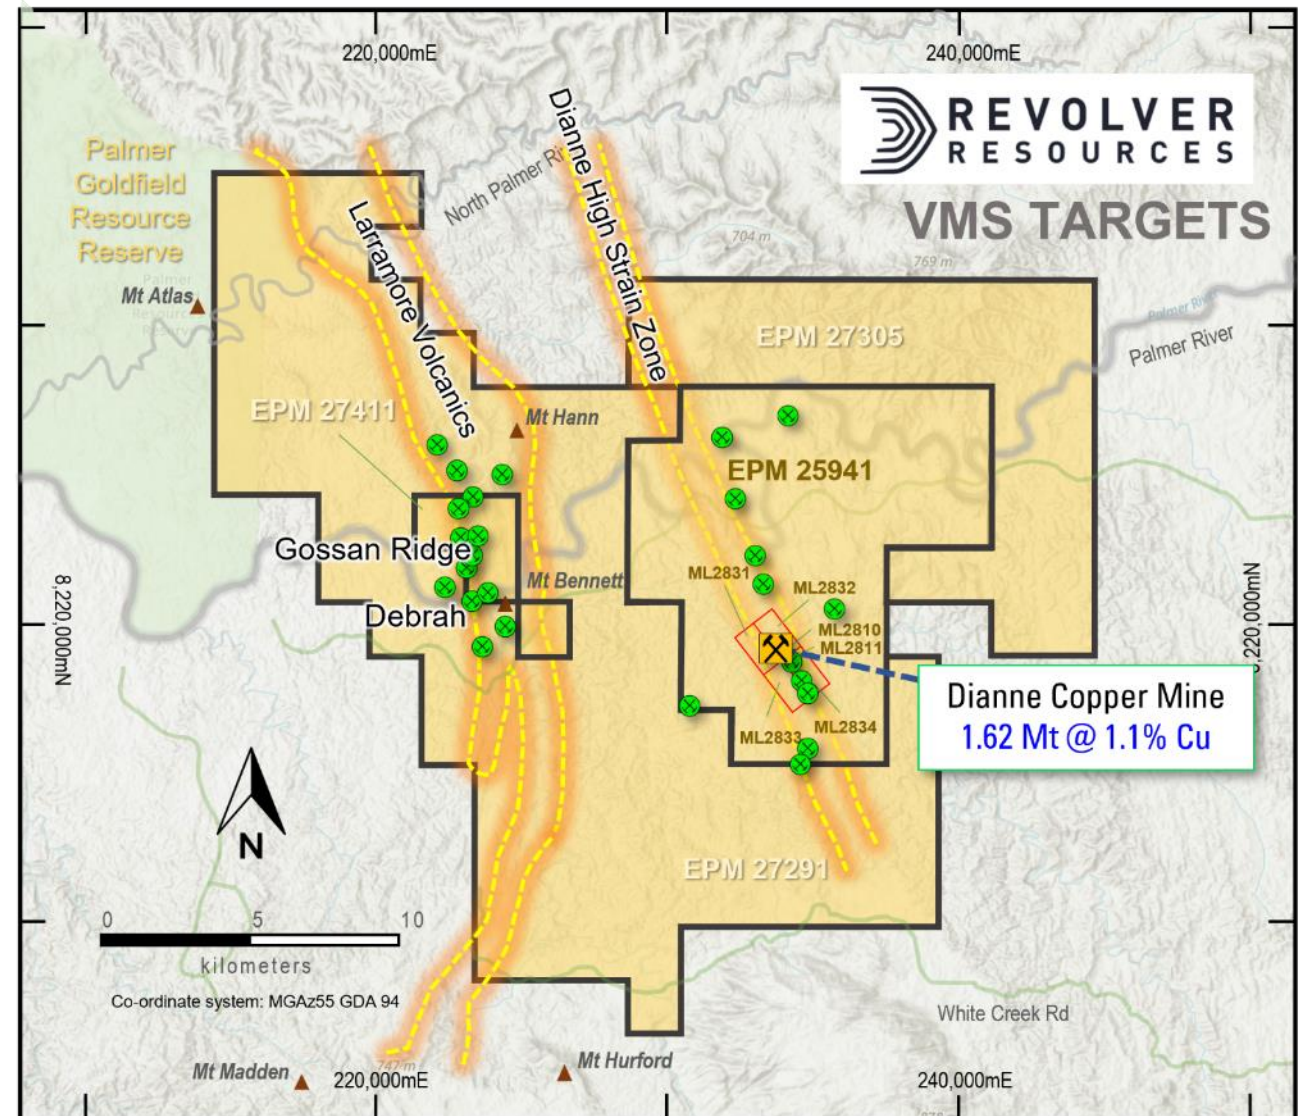 220,000mE
240,000mE
REVOLVER
RESOURCES
VMS TARGETS
Palmer
Goldfield
Resource
Reserve
Palmer
Mt Atlas
North Palmer
Dianne High Strain Zone
Larramore Volcanics
704 m
769 m
Palmer River
Palmer River
EPM 27305
EPM 27411
Mt Hann
EPM 25941
Gossan Ridge
Mt Bennett
Debrah
ML2831
ML2832
ML2810
ML2811
ML2833
ML2834
8,220,000mN
8,220,000mN
Dianne Copper Mine
1.62 Mt @ 1.1% Cu
EPM 27291
N
0 5 10
kilometers
Co-ordinate system: MGAz55 GDA 94
White Creek Rd
Mt Madden
747 m
Mt Hurford
220,000mE
240,000mE